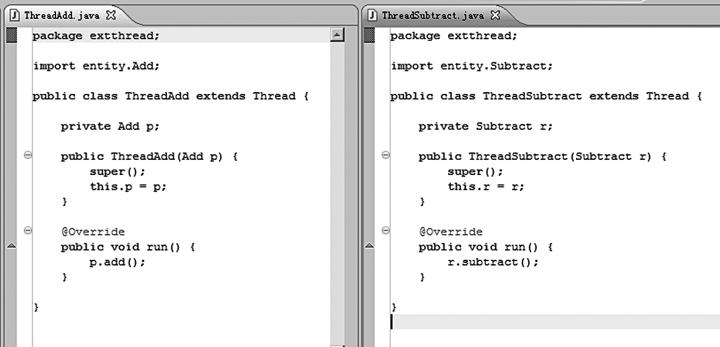 ThreadAdd.java
package extthread;
import entity.Add;
public class ThreadAdd extends Thread {
private Add p;
public ThreadAdd(Add p) {
super();
this.p = p;
}
@Override
public void run() {
p.add();
}
}
ThreadSubtract.java
package extthread;
import entity.Subtract;
public class ThreadSubtract extends Thread {
private Subtract r;
public ThreadSubtract(Subtract r) {
super();
this.r = r;
}
@Override
public void run() {
r.subtract();
}
}